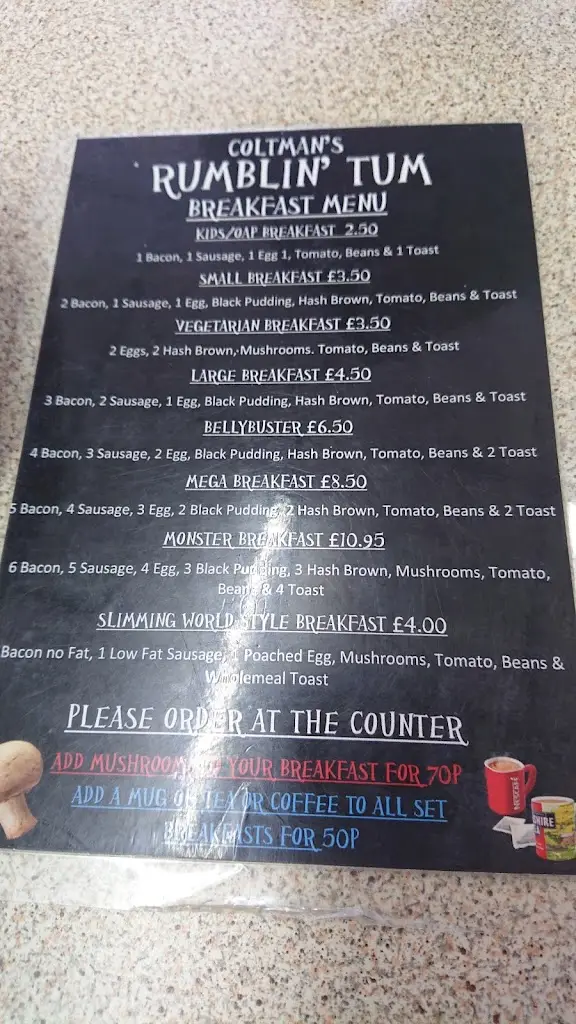 COLTMAN'S
RUMBLIN' TUM
BREAKFAST MENU
KIDS/OAP BREAKFAST 2.50
1 Bacon, 1 Sausage, 1 Egg 1, Tomato, Beans & 1 Toast
SMALL BREAKFAST £3.50
2 Bacon, 1 Sausage, 1 Egg, Black Pudding, Hash Brown, Tomato, Beans & Toast
VEGETARIAN BREAKFAST £3.50
2 Eggs, 2 Hash Brown, Mushrooms. Tomato, Beans & Toast
LARGE BREAKFAST £4.50
3 Bacon, 2 Sausage, 1 Egg, Black Pudding, Hash Brown, Tomato, Beans & Toast
BELLYBUSTER £6.50
4 Bacon, 3 Sausage, 2 Egg, Black Pudding, Hash Brown, Tomato, Beans & 2 Toast
MEGA BREAKFAST £8.50
5 Bacon, 4 Sausage, 3 Egg, 2 Black Pudding, 2 Hash Brown, Tomato, Beans & 2 Toast
MONSTER BREAKFAST £10.95
6 Bacon, 5 Sausage, 4 Egg, 3 Black Pudding, 3 Hash Brown, Mushrooms, Tomato,
Beans & 4 Toast
SLIMMING WORLD STYLE BREAKFAST £4.00
Bacon no Fat, 1 Low Fat Sausage, 1 Poached Egg, Mushrooms, Tomato, Beans &
Wholemeal Toast
PLEASE ORDER AT THE COUNTER
ADD MUSHROOMS TO YOUR BREAKFAST FOR 70P
ADD A MUG OF TEA OR COFFEE TO ALL SET
BREAKFASTS FOR 50P
NESCAFÉ